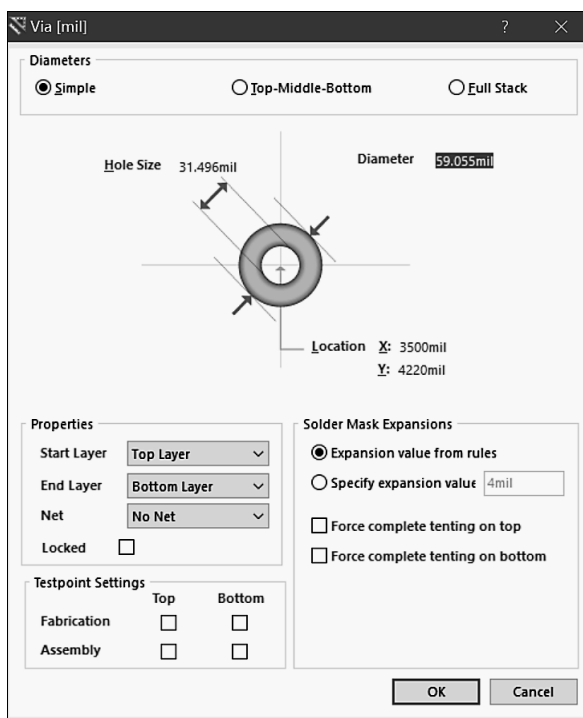 Via [mil] ?
Diameters
Simple Top-Middle-Bottom Full Stack
Hole Size 31.496mil Diameter 59.055mil
Location X: 3500mil
Y: 4220mil
Properties
Start Layer Top Layer
End Layer Bottom Layer
Net No Net
Locked
Solder Mask Expansions
Expansion value from rules
Specify expansion value 4mil
Force complete tenting on top
Force complete tenting on bottom
Testpoint Settings
Top Bottom
Fabrication
Assembly
OK Cancel